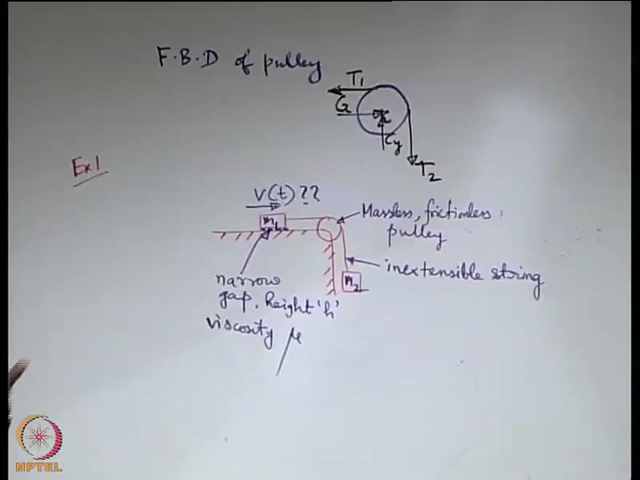 F.B.D of pulley
T1
Cx
C
Cy
T2
Ex1
V(t)??
m1
Massless, frictionless
pulley
inextensible string
m2
narrow
gap, height 'h'
viscosity μ
NPTEL